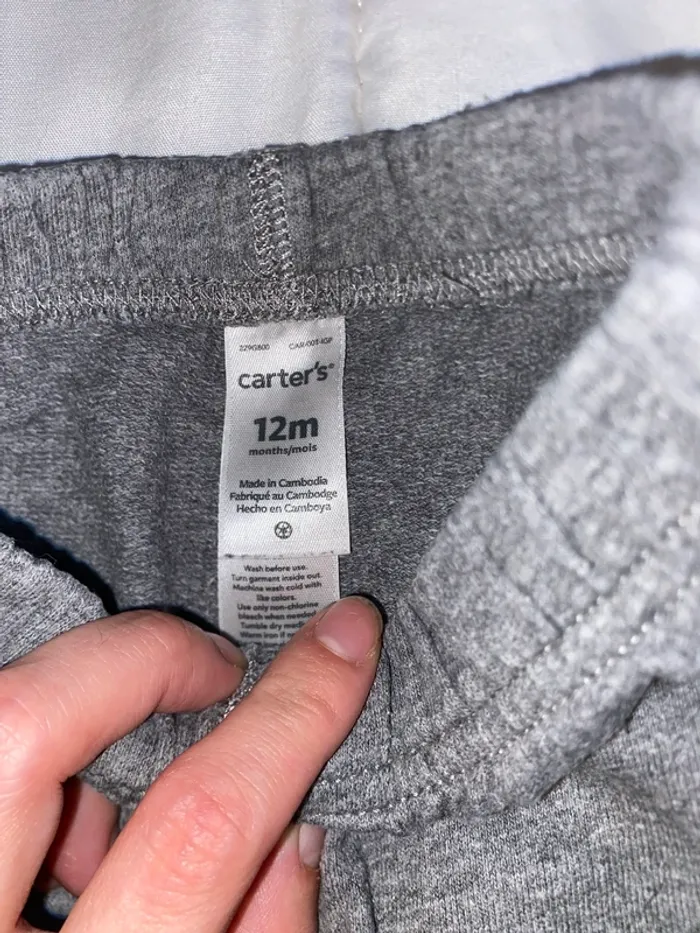 229G800 CAR-001-IGP
carter's®
12m
months/mois
Made in Cambodia
Fabriqué au Cambodge
Hecho en Camboya
Wash before use.
Turn garment inside out.
Machine wash cold with
like colors.
Use only non-chlorine
bleach when needed
Tumble dry
Warm iron if